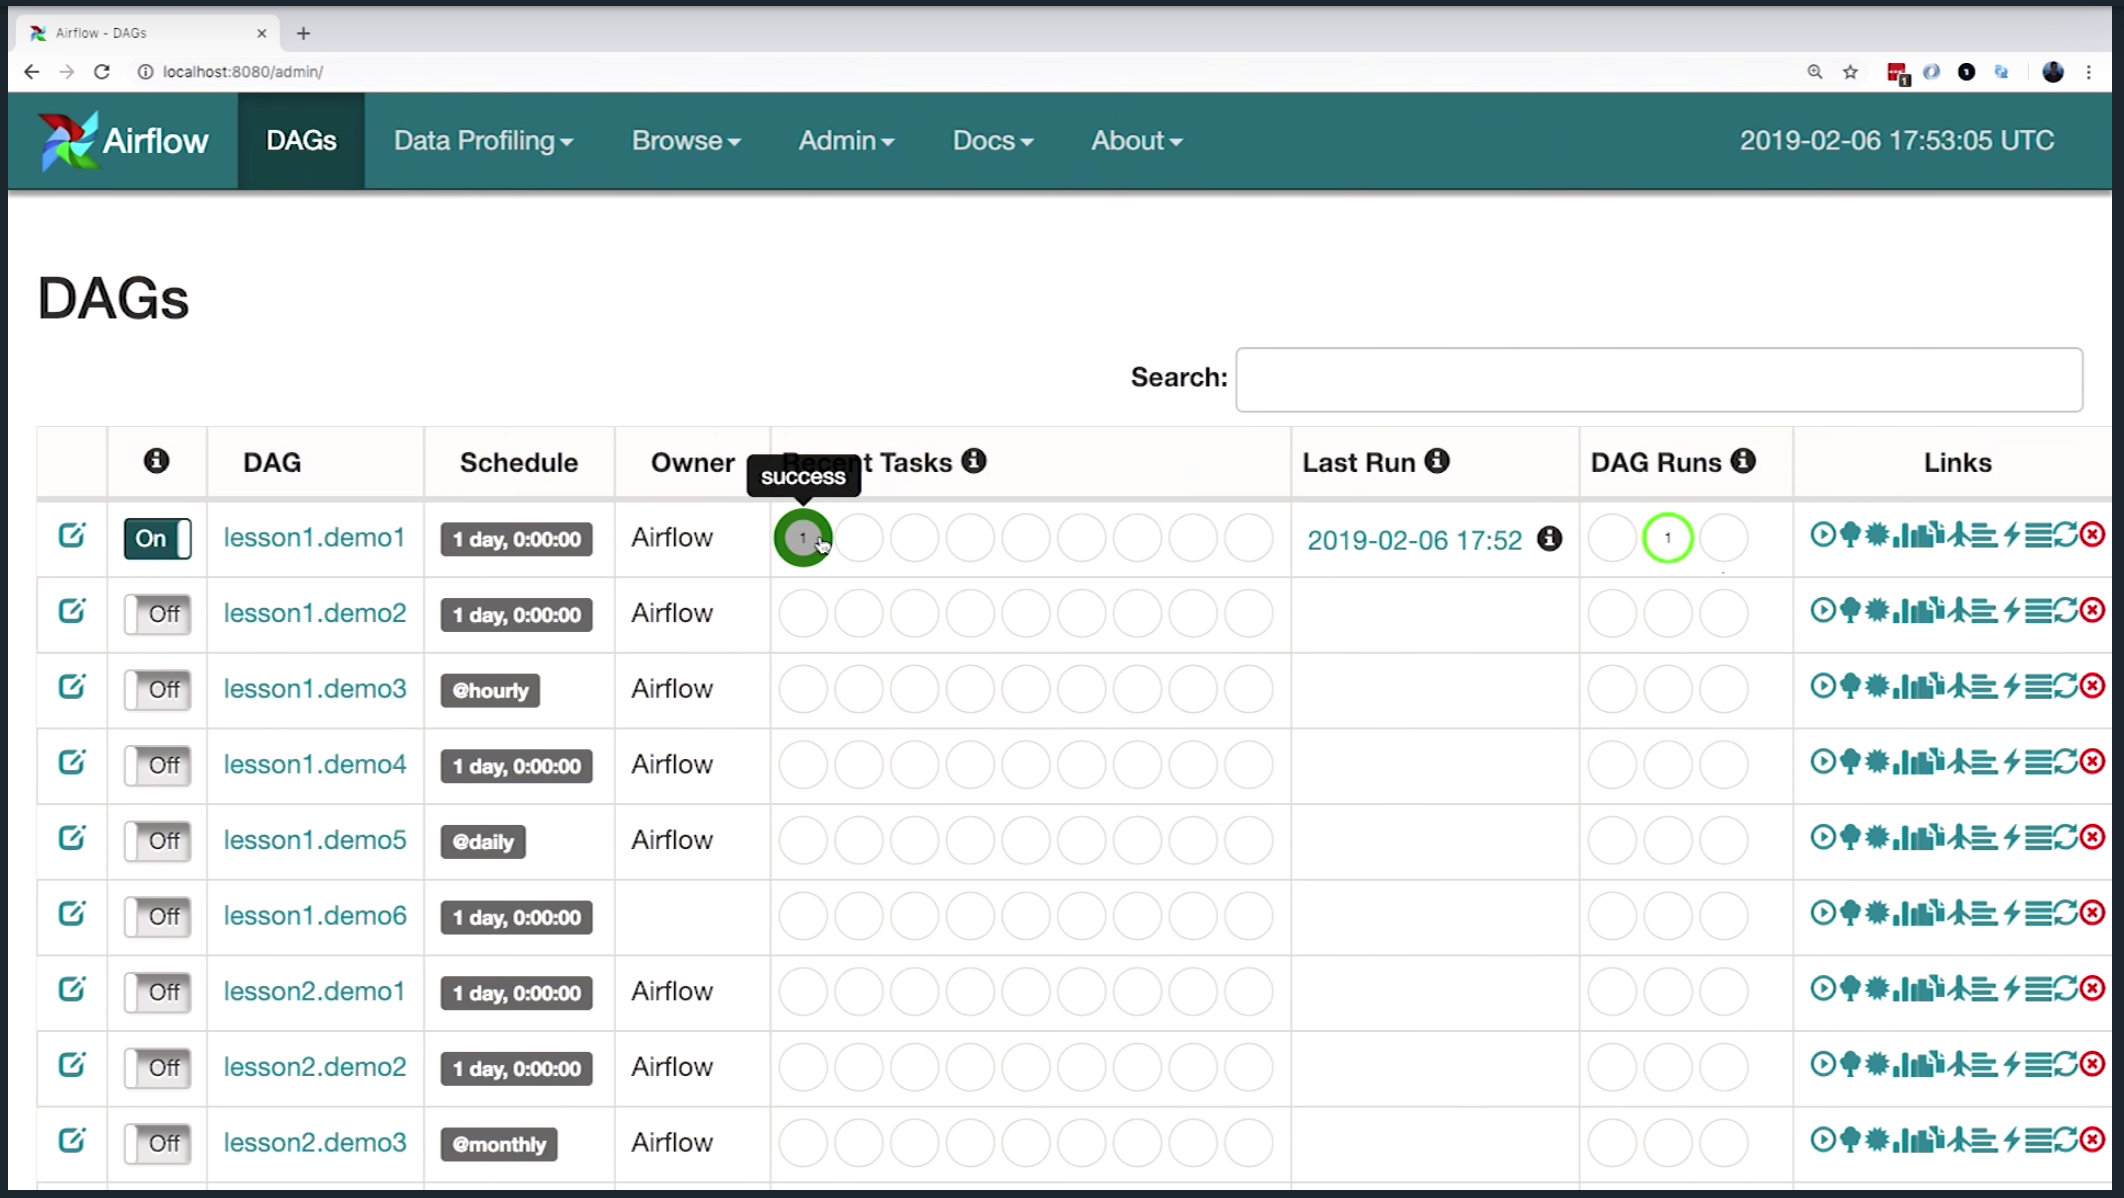 Airflow - DAGs
localhost:8080/admin/
1
1
Airflow DAGs Data Profiling Browse Admin Docs About 2019-02-06 17:53:05 UTC
DAGs
Search:
DAG Schedule Owner Recent Tasks Last Run DAG Runs Links
success
On lesson1.demo1 1 day, 0:00:00 Airflow 1 2019-02-06 17:52 1
Off lesson1.demo2 1 day, 0:00:00 Airflow
Off lesson1.demo3 @hourly Airflow
Off lesson1.demo4 1 day, 0:00:00 Airflow
Off lesson1.demo5 @daily Airflow
Off lesson1.demo6 1 day, 0:00:00
Off lesson2.demo1 1 day, 0:00:00 Airflow
Off lesson2.demo2 1 day, 0:00:00 Airflow
Off lesson2.demo3 @monthly Airflow